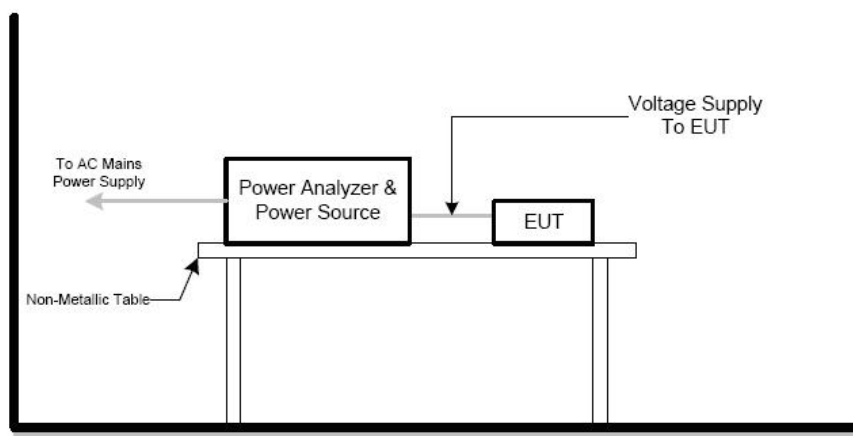 Voltage Supply
To EUT
To AC Mains
Power Supply
Power Analyzer &
Power Source
EUT
Non-Metallic Table